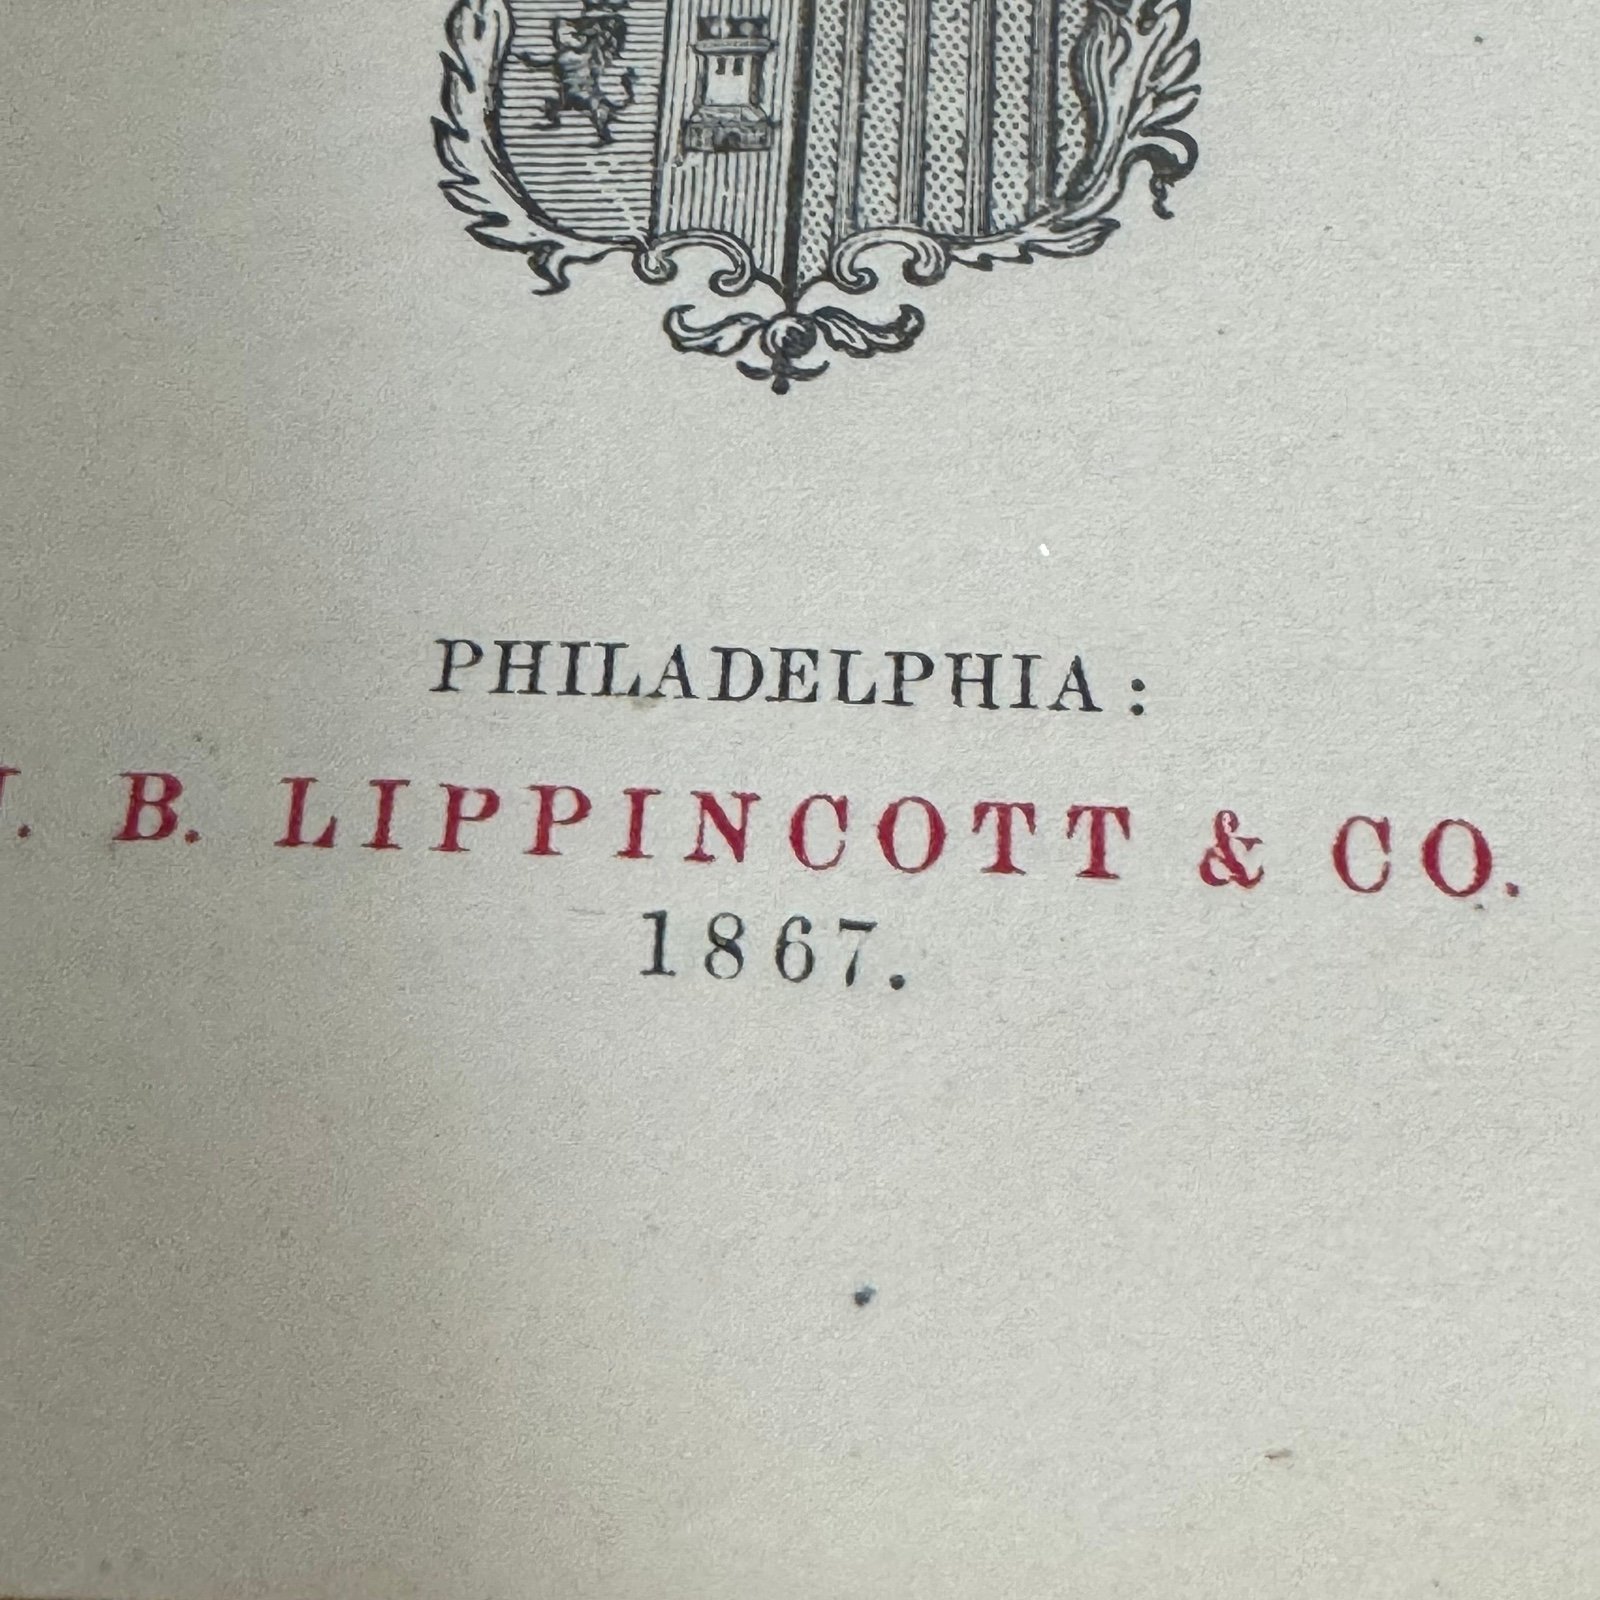 PHILADELPHIA:
J. B. LIPPINCOTT & CO.
1867.